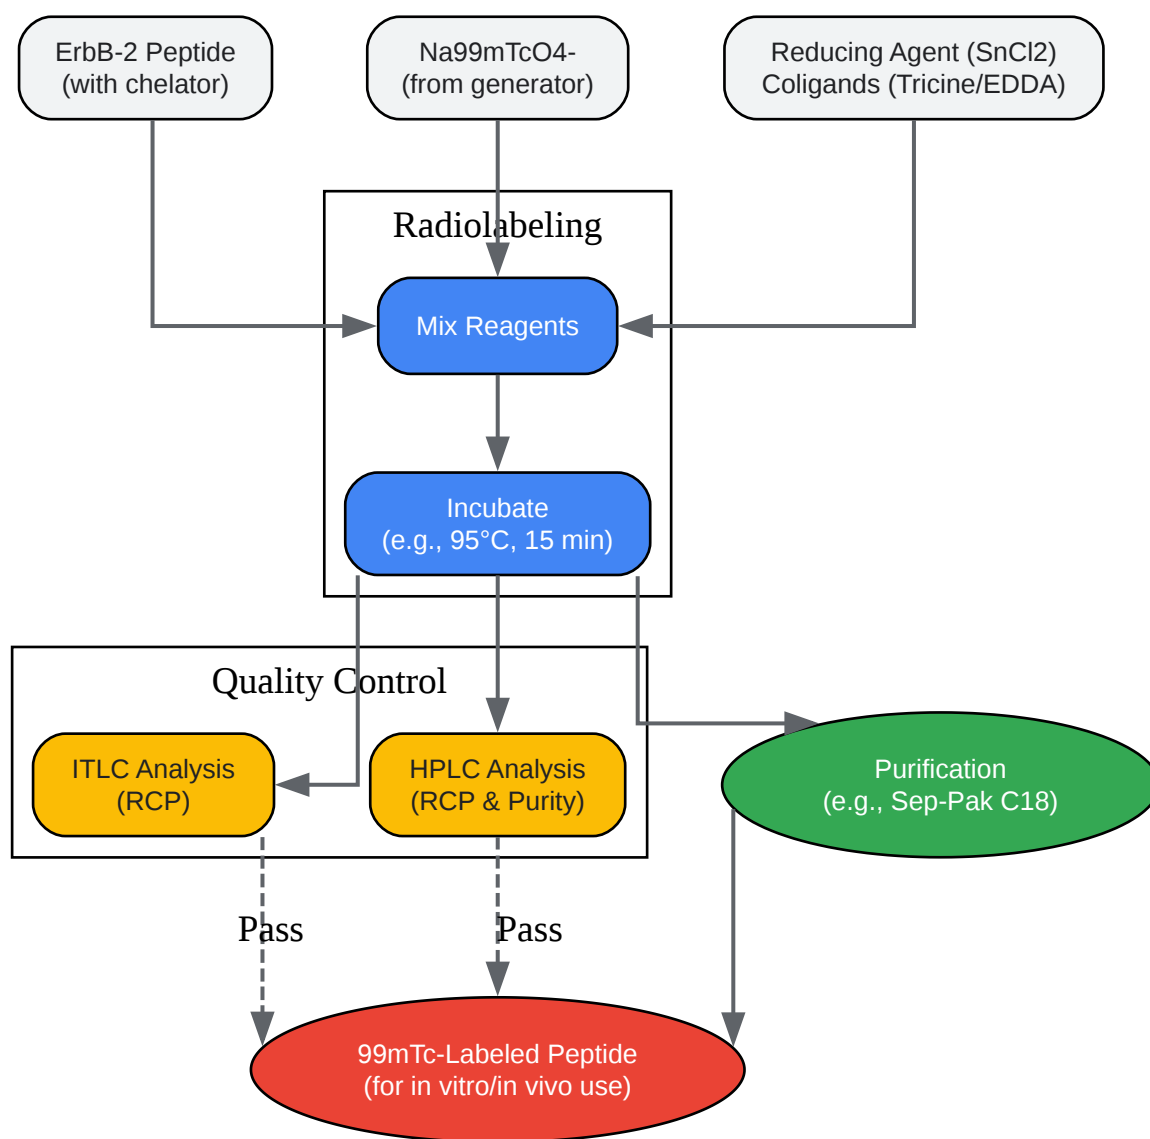 ErbB-2 Peptide
(with chelator)
Na99mTcO4-
(from generator)
Reducing Agent (SnCl2)
Coligands (Tricine/EDDA)
Radiolabeling
Mix Reagents
Incubate
(e.g., 95°C, 15 min)
Quality Control
ITLC Analysis
(RCP)
HPLC Analysis
(RCP & Purity)
Purification
(e.g., Sep-Pak C18)
Pass
Pass
99mTc-Labeled Peptide
(for in vitro/in vivo use)